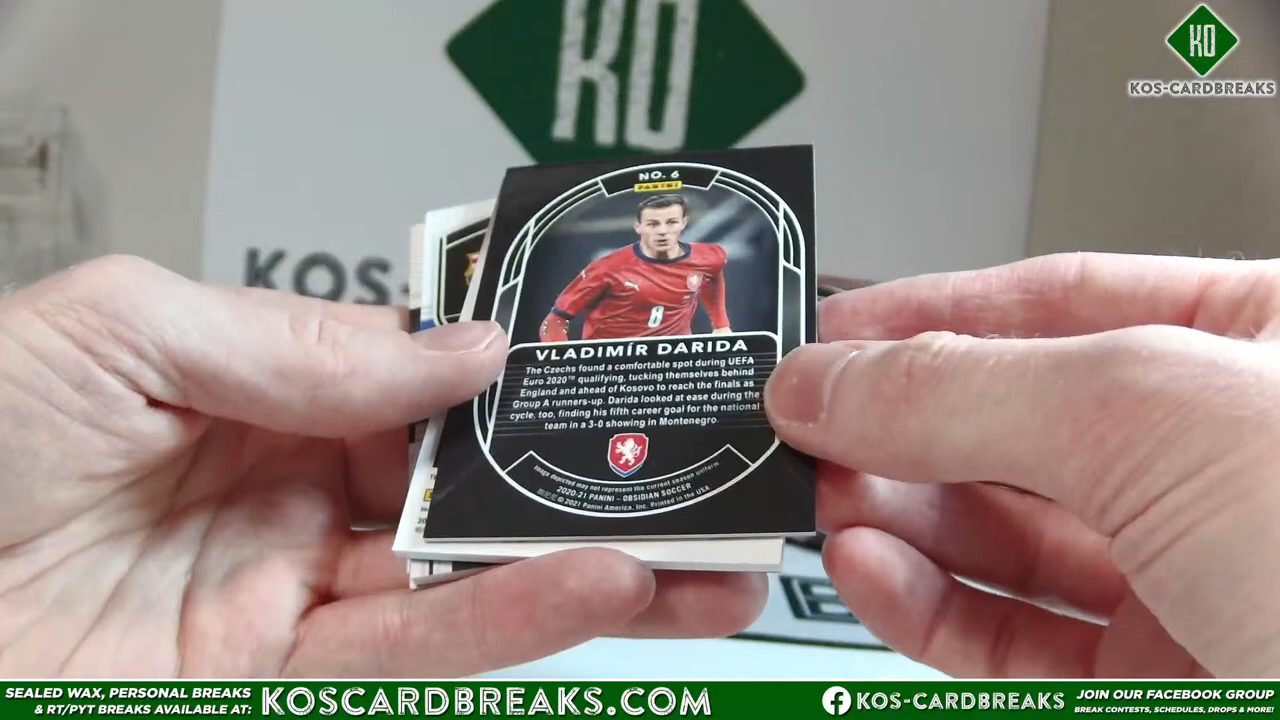 KO
KO
KOS-CARDBREAKS
KOS-
NO. 6
PANINI
8
VLADIMÍR DARIDA
The Czechs found a comfortable spot during UEFA
Euro 2020™ qualifying, tucking themselves behind
England and ahead of Kosovo to reach the finals as
Group A runners-up. Darida looked at ease during the
cycle, too, finding his fifth career goal for the national
team in a 3-0 showing in Montenegro.
Image depicted may not represent the current season uniform.
2020-21 PANINI – OBSIDIAN SOCCER
© 2021 Panini America, Inc. Printed in the USA
SEALED WAX, PERSONAL BREAKS
& RT/PYT BREAKS AVAILABLE AT:
KOSCARDBREAKS.COM
KOS-CARDBREAKS
JOIN OUR FACEBOOK GROUP
BREAK CONTESTS, SCHEDULES, DROPS & MORE!